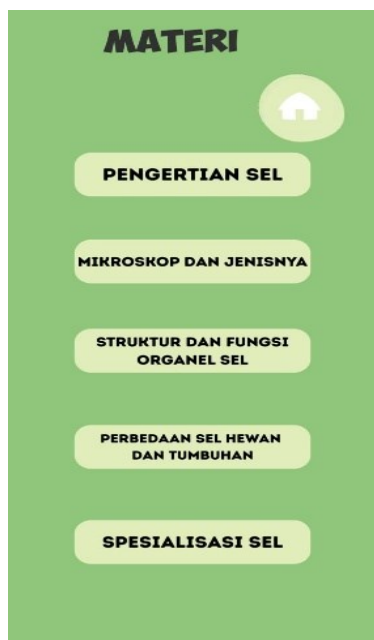 MATERI
PENGERTIAN SEL
MIKROSKOP DAN JENISNYA
STRUKTUR DAN FUNGSI
ORGANEL SEL
PERBEDAAN SEL HEWAN
DAN TUMBUHAN
SPESIALISASI SEL